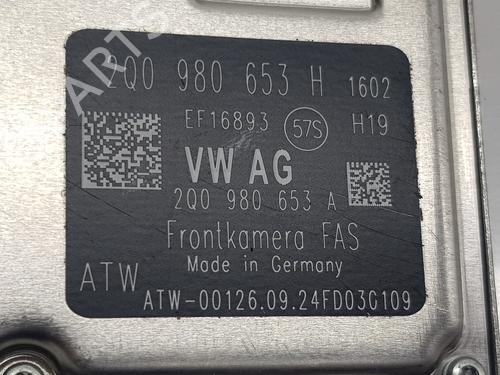 2Q0 980 653 H 1602
EF16893 57S H19
VW AG
2Q0 980 653 A
Frontkamera FAS
Made in Germany
ATW
ATW-00126.09.24FD03G109